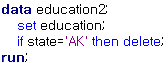 data education2;
set education;
if state='AK' then delete;
run;